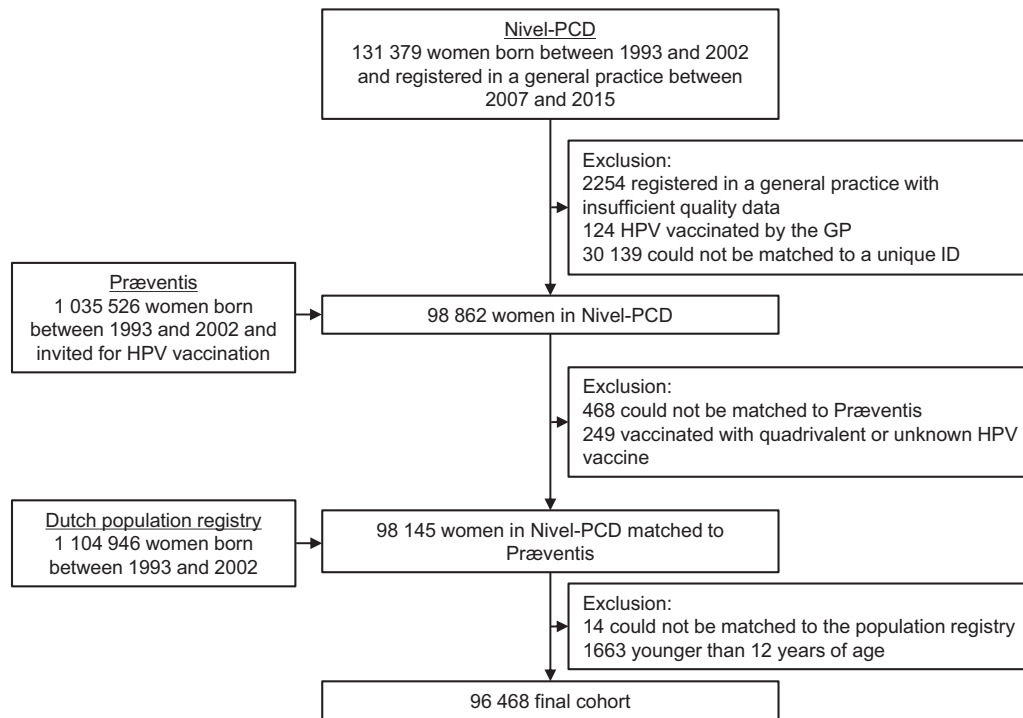 Nivel-PCD
131 379 women born between 1993 and 2002
and registered in a general practice between
2007 and 2015
Exclusion:
2254 registered in a general practice with
insufficient quality data
124 HPV vaccinated by the GP
30 139 could not be matched to a unique ID
Præventis
1 035 526 women born
between 1993 and 2002 and
invited for HPV vaccination
98 862 women in Nivel-PCD
Exclusion:
468 could not be matched to Præventis
249 vaccinated with quadrivalent or unknown HPV
vaccine
Dutch population registry
1 104 946 women born
between 1993 and 2002
98 145 women in Nivel-PCD matched to
Præventis
Exclusion:
14 could not be matched to the population registry
1663 younger than 12 years of age
96 468 final cohort